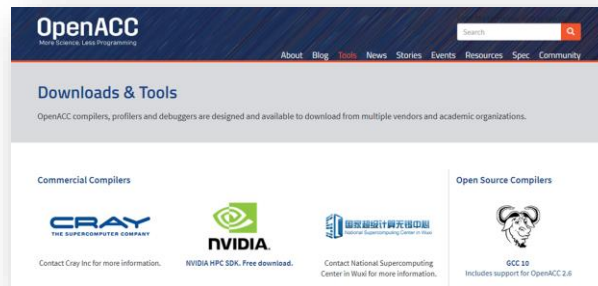 OpenACC
More Science, Less Programming
Search
About Blog Tools News Stories Events Resources Spec Community
Downloads & Tools
OpenACC compilers, profilers and debuggers are designed and available to download from multiple vendors and academic organizations.
Commercial Compilers
Open Source Compilers
CRAY
THE SUPERCOMPUTER COMPANY
NVIDIA.
国家超级计算无锡中心
National Supercomputing Center in Wuxi
Contact Cray Inc for more information.
NVIDIA HPC SDK. Free download.
Contact National Supercomputing
Center in Wuxi for more information.
GCC 10
Includes support for OpenACC 2.6